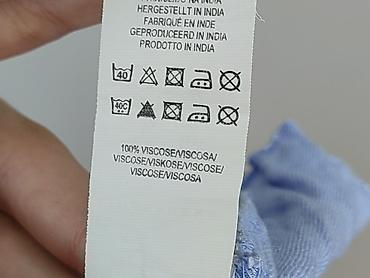 HERGESTELLT IN INDIA
FABRIQUÉ EN INDE
GEPRODUCEERD IN INDIA
PRODOTTO IN INDIA
40
40C
100% VISCOSE/VISCOSA/
VISCOSE/VISKOSE/VISCOSE/
VISCOSE/VISCOSA